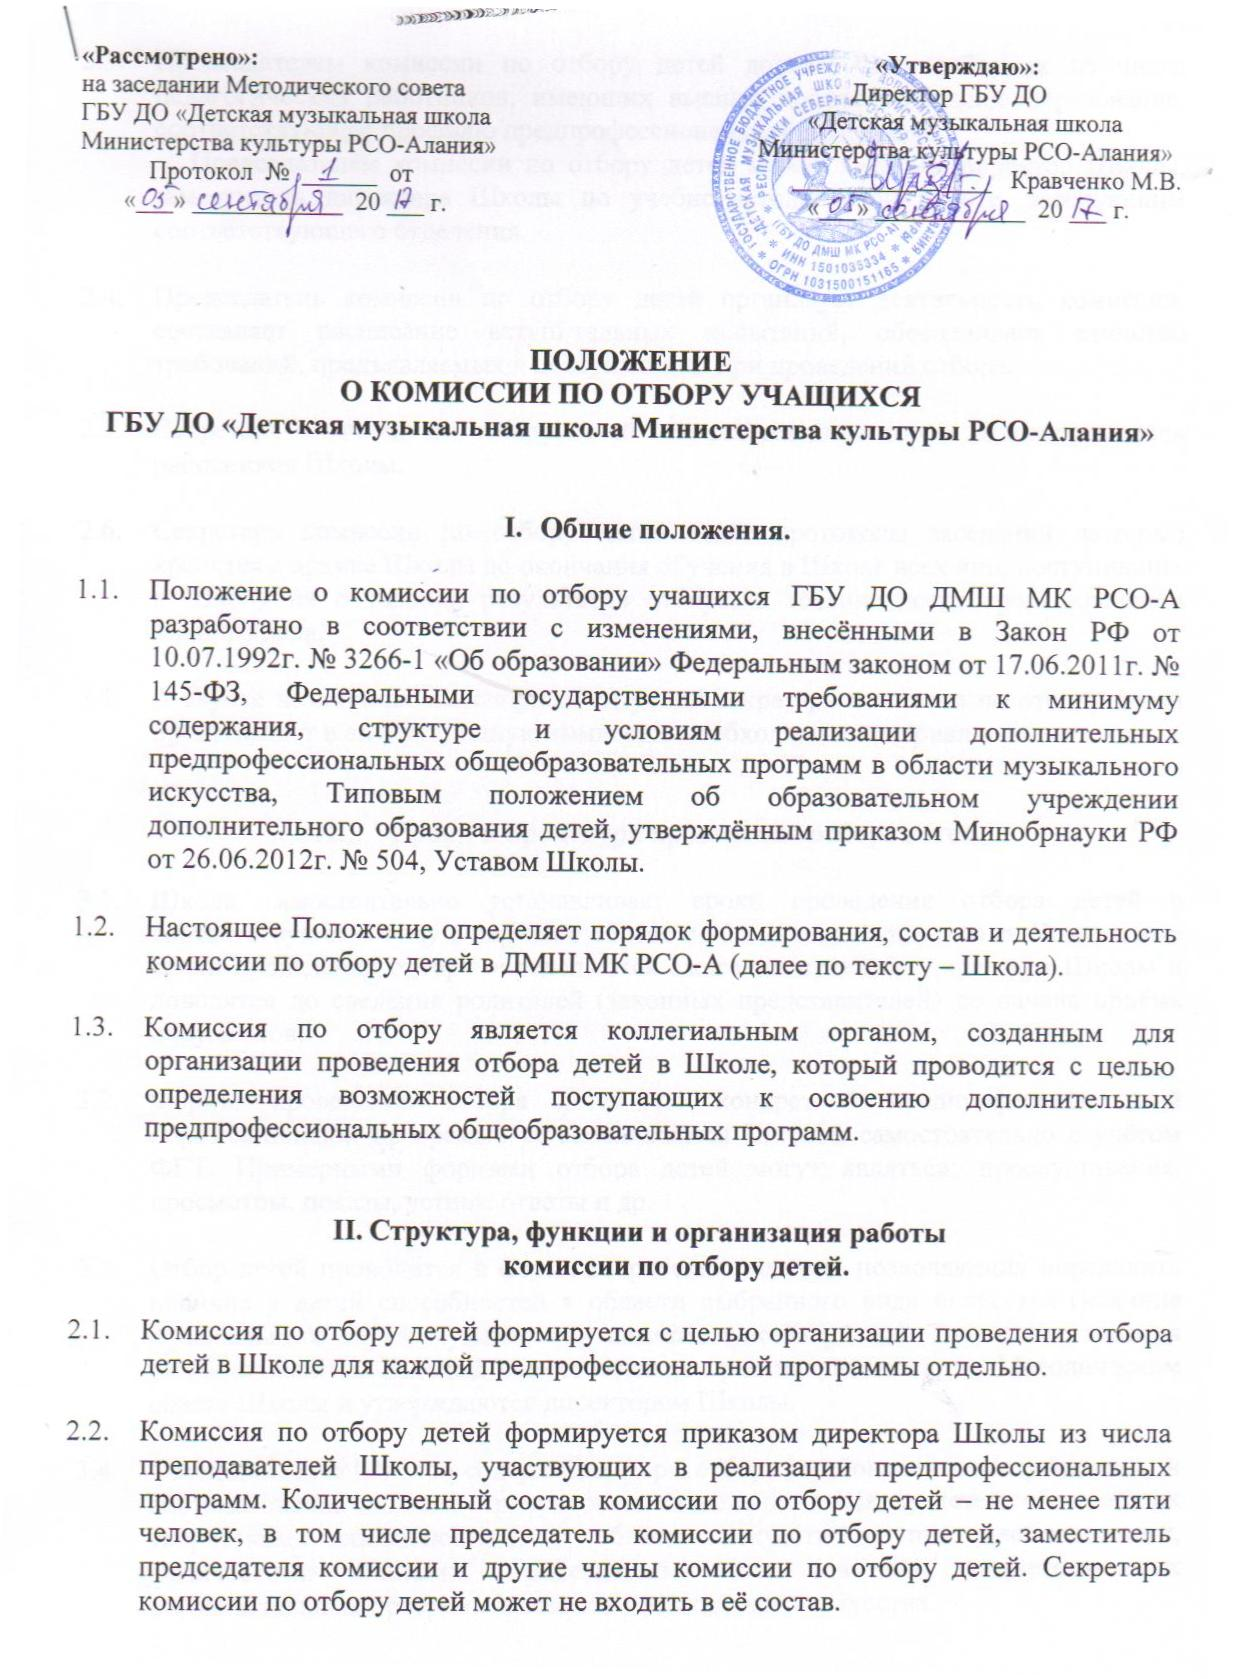 «Рассмотрено»:
на заседании Методического совета
ГБУ ДО «Детская музыкальная школа
Министерства культуры РСО-Алания»
Протокол № 1 от
«05» сентября 2017 г.
«Утверждаю»:
Директор ГБУ ДО
«Детская музыкальная школа
Министерства культуры РСО-Алания»
Кравченко М.В.
«05» сентября 2017 г.
ПОЛОЖЕНИЕ
О КОМИССИИ ПО ОТБОРУ УЧАЩИХСЯ
ГБУ ДО «Детская музыкальная школа Министерства культуры РСО-Алания»
I. Общие положения.
1.1. Положение о комиссии по отбору учащихся ГБУ ДО ДМШ МК РСО-А
разработано в соответствии с изменениями, внесёнными в Закон РФ от
10.07.1992г. № 3266-1 «Об образовании» Федеральным законом от 17.06.2011г. №
145-ФЗ, Федеральными государственными требованиями к минимуму
содержания, структуре и условиям реализации дополнительных
предпрофессиональных общеобразовательных программ в области музыкального
искусства, Типовым положением об образовательном учреждении
дополнительного образования детей, утверждённым приказом Минобрнауки РФ
от 26.06.2012г. № 504, Уставом Школы.
1.2. Настоящее Положение определяет порядок формирования, состав и деятельность
комиссии по отбору детей в ДМШ МК РСО-А (далее по тексту – Школа).
1.3. Комиссия по отбору является коллегиальным органом, созданным для
организации проведения отбора детей в Школе, который проводится с целью
определения возможностей поступающих к освоению дополнительных
предпрофессиональных общеобразовательных программ.
II. Структура, функции и организация работы
комиссии по отбору детей.
2.1. Комиссия по отбору детей формируется с целью организации проведения отбора
детей в Школе для каждой предпрофессиональной программы отдельно.
2.2. Комиссия по отбору детей формируется приказом директора Школы из числа
преподавателей Школы, участвующих в реализации предпрофессиональных
программ. Количественный состав комиссии по отбору детей – не менее пяти
человек, в том числе председатель комиссии по отбору детей, заместитель
председателя комиссии и другие члены комиссии по отбору детей. Секретарь
комиссии по отбору детей может не входить в её состав.